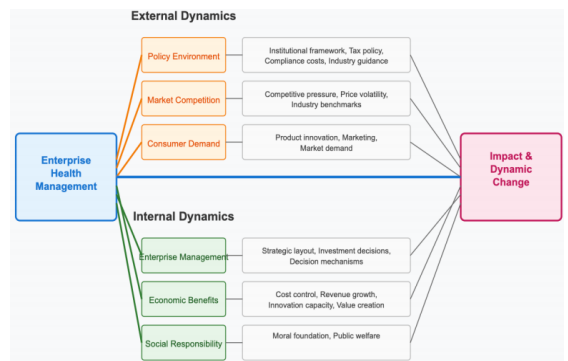 External Dynamics
Policy Environment
Institutional framework, Tax policy,
Compliance costs, Industry guidance
Market Competition
Competitive pressure, Price volatility,
Industry benchmarks
Consumer Demand
Product innovation, Marketing,
Market demand
Enterprise
Health
Management
Impact &
Dynamic
Change
Internal Dynamics
Enterprise Management
Strategic layout, Investment decisions,
Decision mechanisms
Economic Benefits
Cost control, Revenue growth,
Innovation capacity, Value creation
Social Responsibility
Moral foundation, Public welfare